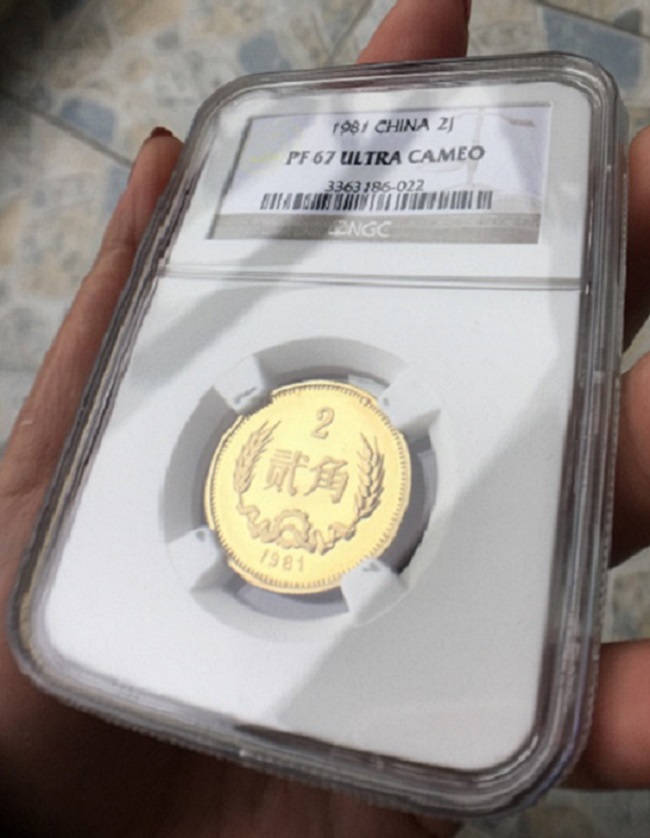 1981 CHINA 2J
PF 67 ULTRA CAMEO
3363186-022
NGC
2
贰角
1981